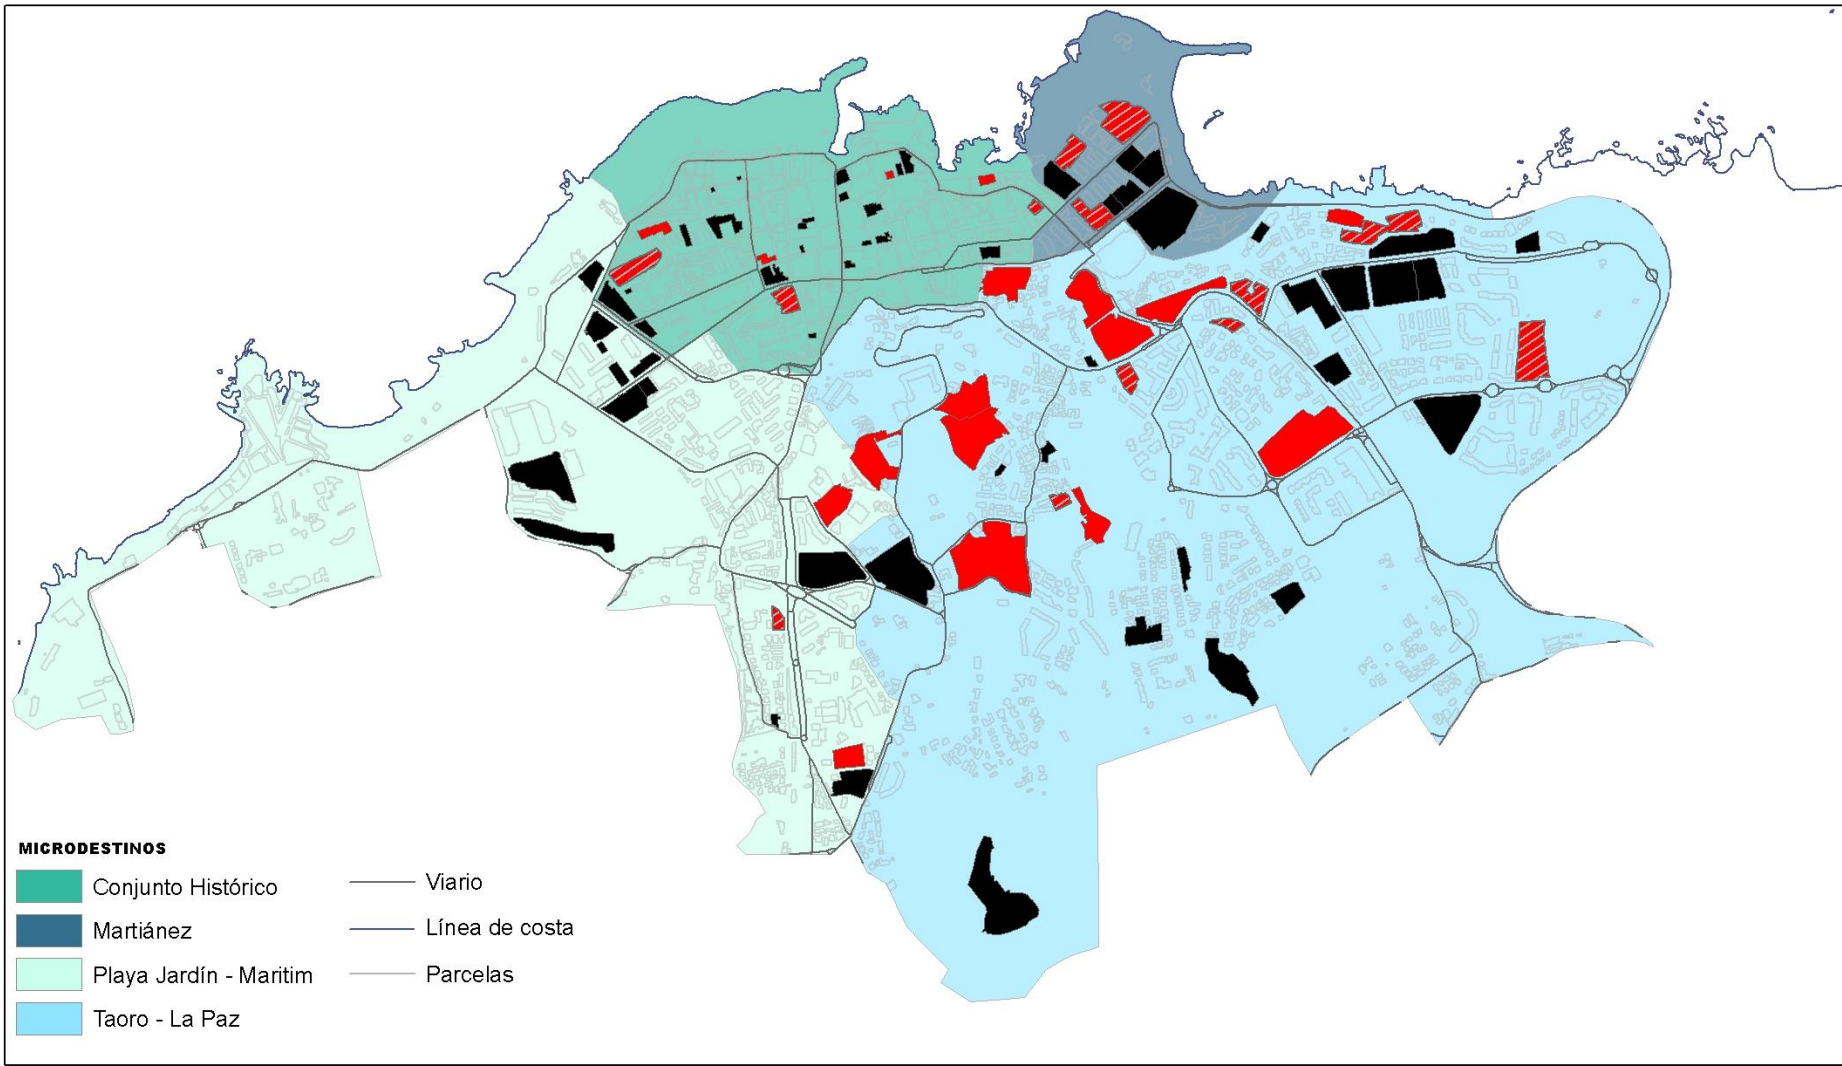 MICRODESTINOS
Conjunto Histórico
Martiánez
Playa Jardín - Maritim
Taoro - La Paz
Viario
Línea de costa
Parcelas